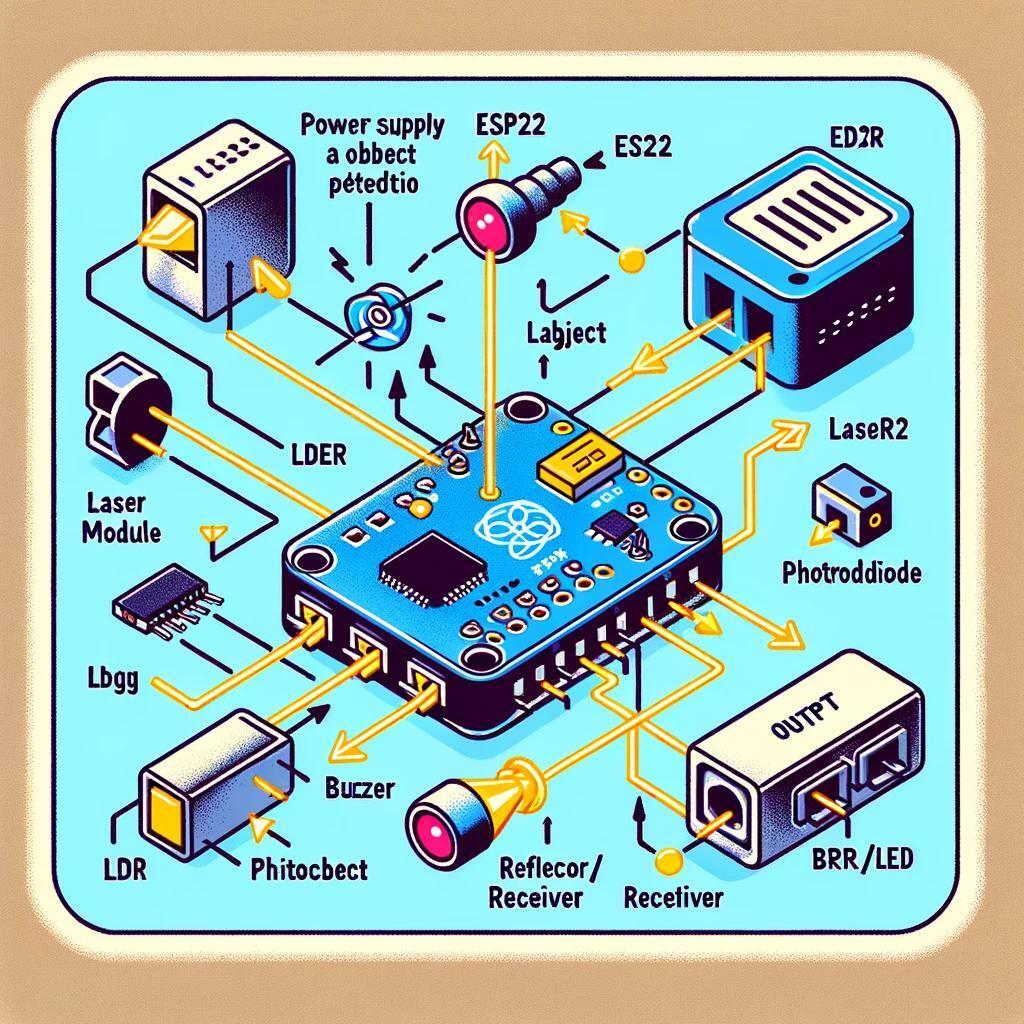 Power supply
a obbect
pétedtio
ESP22
ES22
ED2R
Labject
LDER
LaseR2
Laser
Module
Photroddiode
Lbgg
OUTPT
Buczer
LDR
Phitocbect
Reflecor/
Receiver
Recetiver
BRR/LED